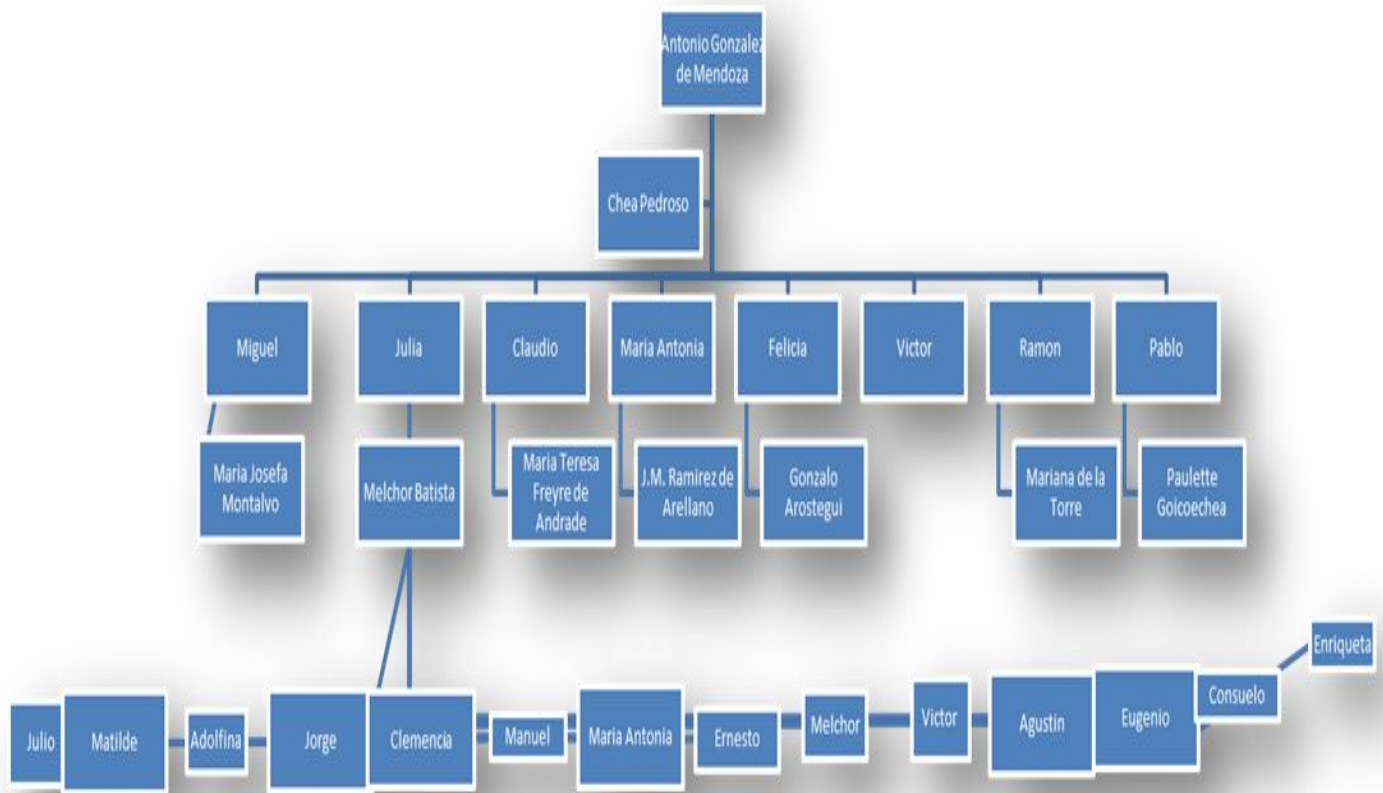 Antonio Gonzalez
de Mendoza
Chea Pedroso
Miguel
Julia
Claudio
Maria Antonia
Felicia
Victor
Ramon
Pablo
Maria Josefa
Montalvo
Melchor Batista
Maria Teresa
Freyre de
Andrade
J.M. Ramirez de
Arellano
Gonzalo
Arostegui
Mariana de la
Torre
Paulette
Goicoechea
Julio
Matilde
Adolfina
Jorge
Clemencia
Manuel
Maria Antonia
Ernesto
Melchor
Victor
Agustin
Eugenio
Consuelo
Enriqueta